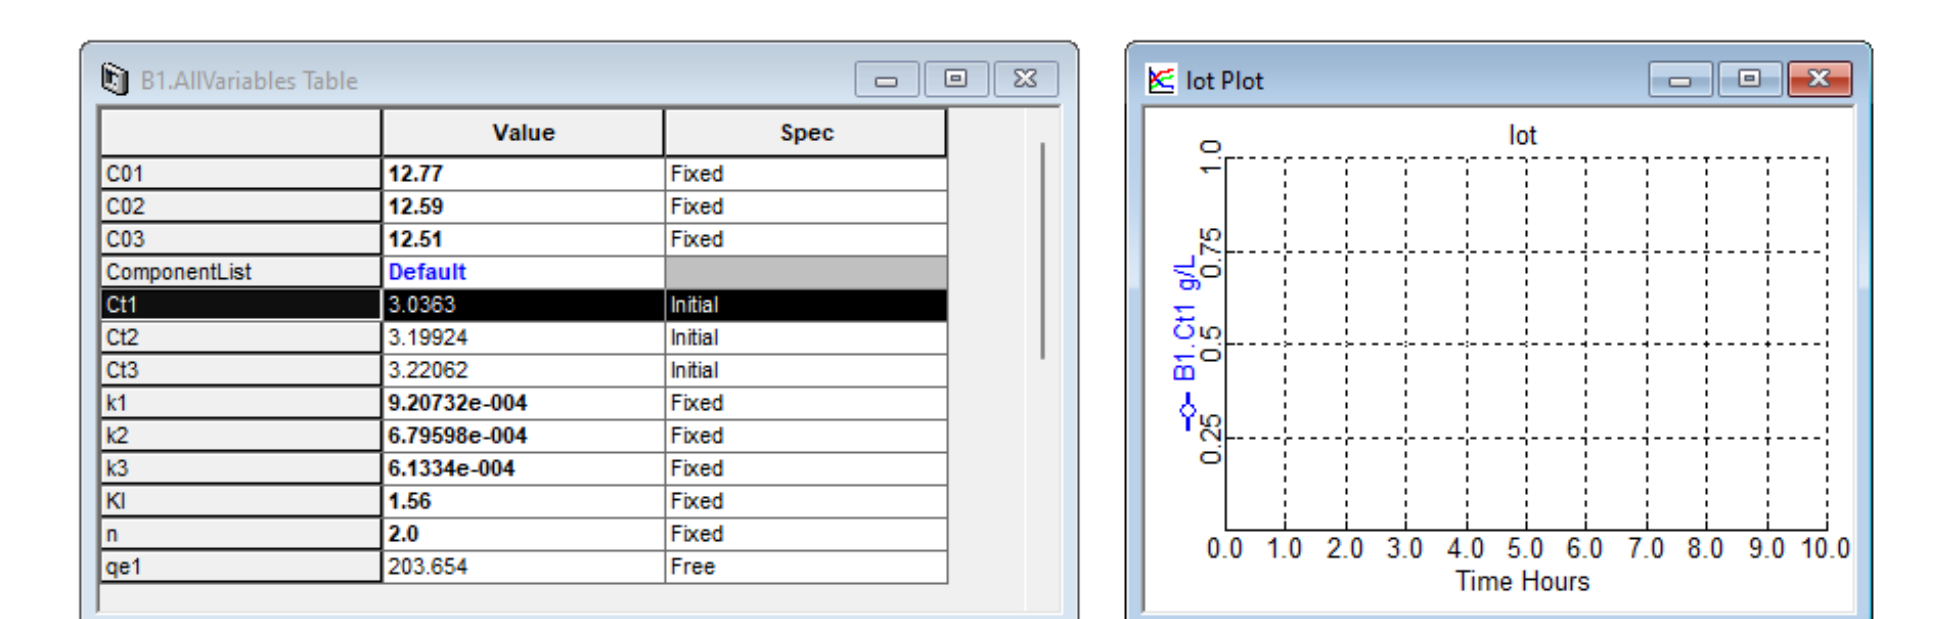 B1.AllVariables Table
Value Spec
C01 12.77 Fixed
C02 12.59 Fixed
C03 12.51 Fixed
ComponentList Default
Ct1 3.0363 Initial
Ct2 3.19924 Initial
Ct3 3.22062 Initial
k1 9.20732e-004 Fixed
k2 6.79598e-004 Fixed
k3 6.1334e-004 Fixed
Kl 1.56 Fixed
n 2.0 Fixed
qe1 203.654 Free
lot Plot
lot
B1.Ct1 g/L
1.0
0.75
0.5
0.25
0.0 1.0 2.0 3.0 4.0 5.0 6.0 7.0 8.0 9.0 10.0
Time Hours